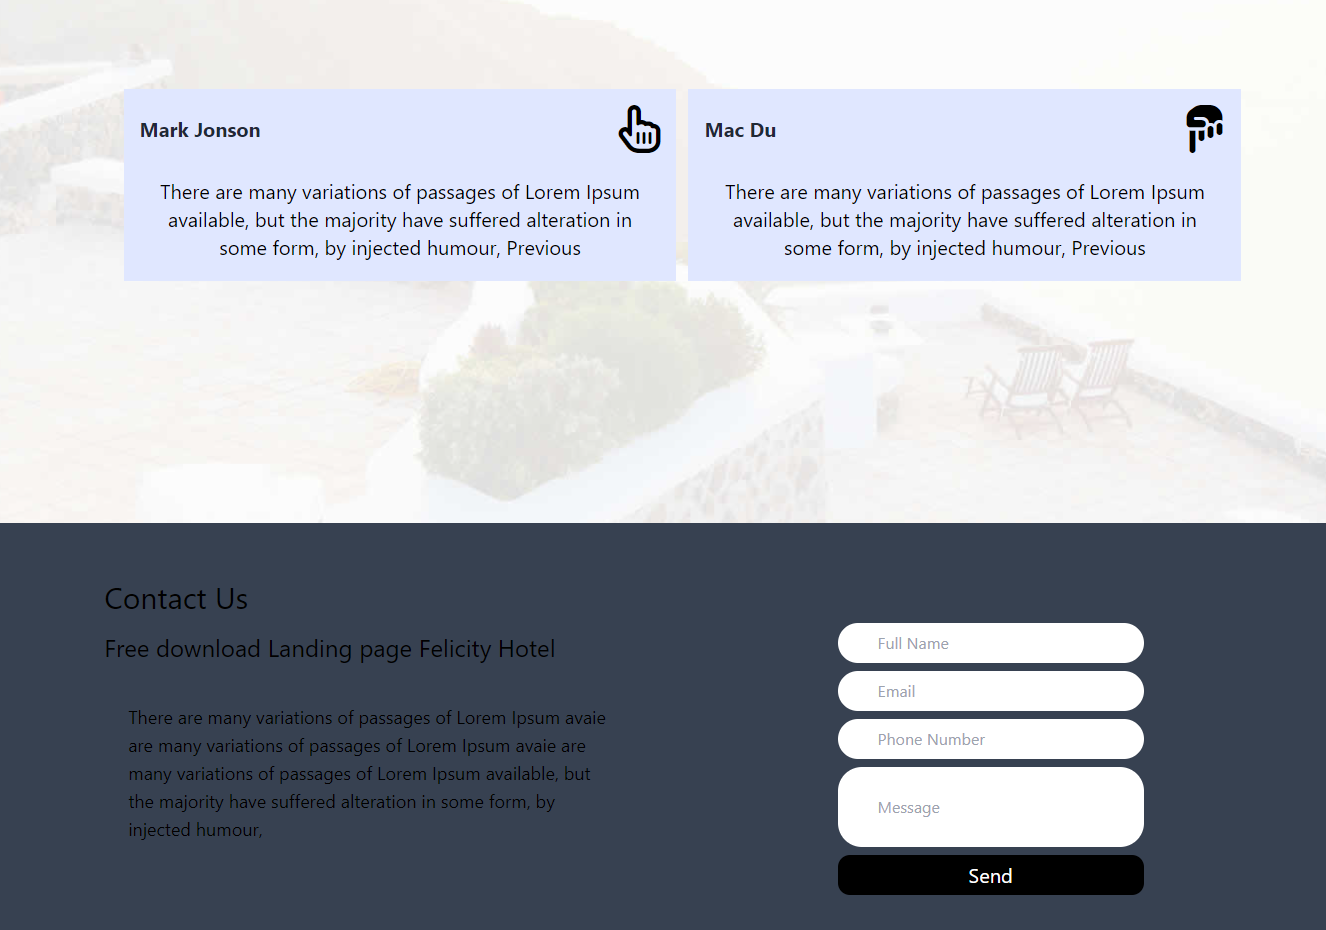 Mark Jonson
There are many variations of passages of Lorem Ipsum
available, but the majority have suffered alteration in
some form, by injected humour, Previous
Mac Du
There are many variations of passages of Lorem Ipsum
available, but the majority have suffered alteration in
some form, by injected humour, Previous
Contact Us
Free download Landing page Felicity Hotel
There are many variations of passages of Lorem Ipsum avaie
are many variations of passages of Lorem Ipsum avaie are
many variations of passages of Lorem Ipsum available, but
the majority have suffered alteration in some form, by
injected humour,
Full Name
Email
Phone Number
Message
Send